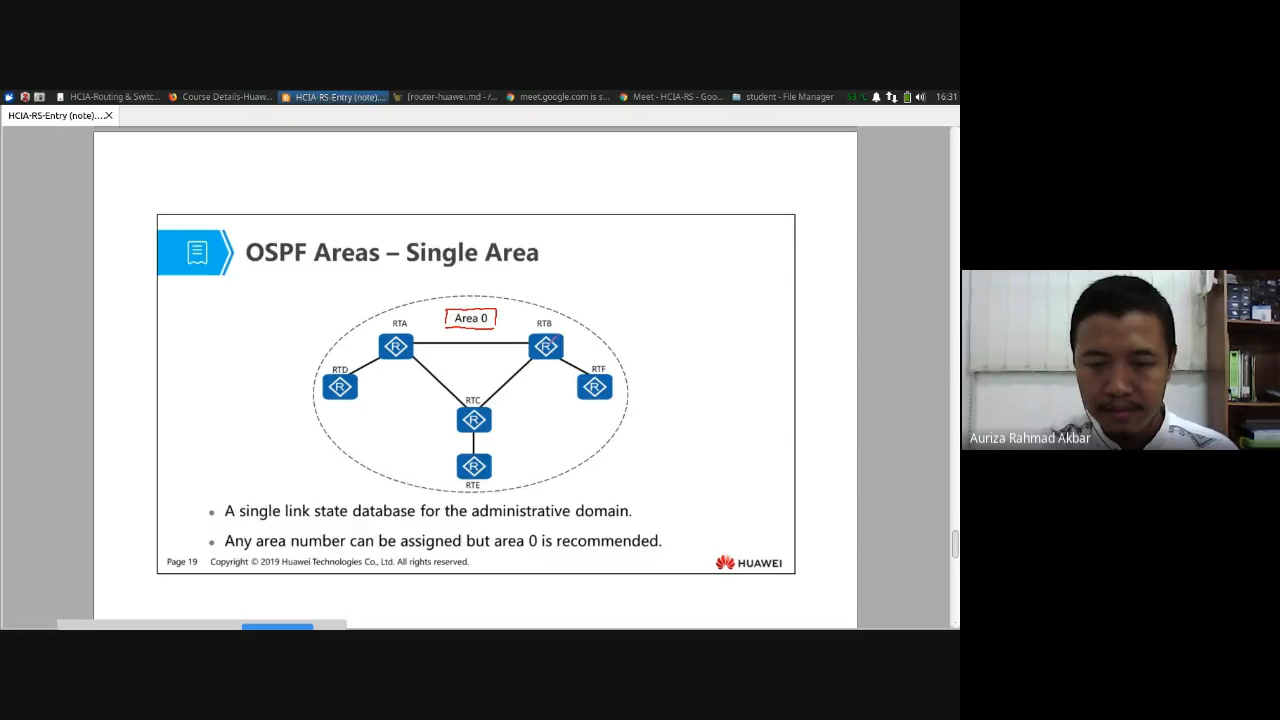 HCIA-Routing & Switc...
Course Details-Huaw...
HCIA-RS-Entry (note)....
[router-huawei.md - /...
meet.google.com is s...
Meet - HCIA-RS - Goo...
student - File Manager
63 °C
16:31
HCIA-RS-Entry (note)....
OSPF Areas – Single Area
Area 0
RTA
RTB
R
R
RTD
RTF
R
R
RTC
R
R
RTE
A single link state database for the administrative domain.
Any area number can be assigned but area 0 is recommended.
Page 19
Copyright © 2019 Huawei Technologies Co., Ltd. All rights reserved.
HUAWEI
Auriza Rahmad Akbar